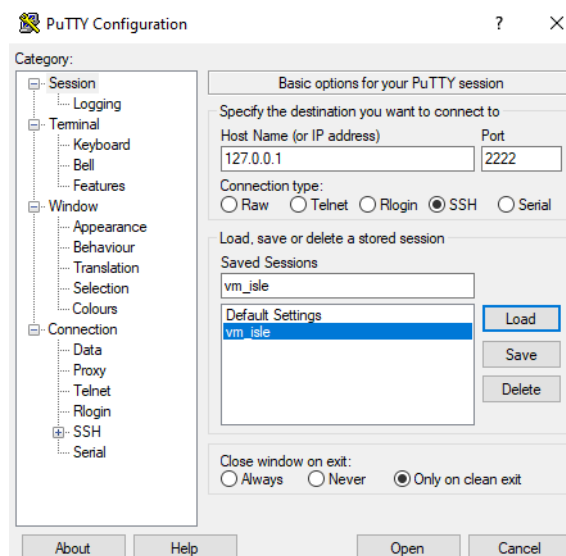 PuTTY Configuration ?
Category:
Session
Logging
Terminal
Keyboard
Bell
Features
Window
Appearance
Behaviour
Translation
Selection
Colours
Connection
Data
Proxy
Telnet
Rlogin
SSH
Serial
Basic options for your PuTTY session
Specify the destination you want to connect to
Host Name (or IP address) Port
127.0.0.1 2222
Connection type:
Raw Telnet Rlogin SSH Serial
Load, save or delete a stored session
Saved Sessions
vm_isle
Default Settings
vm_isle
Load
Save
Delete
Close window on exit:
Always Never Only on clean exit
About Help Open Cancel